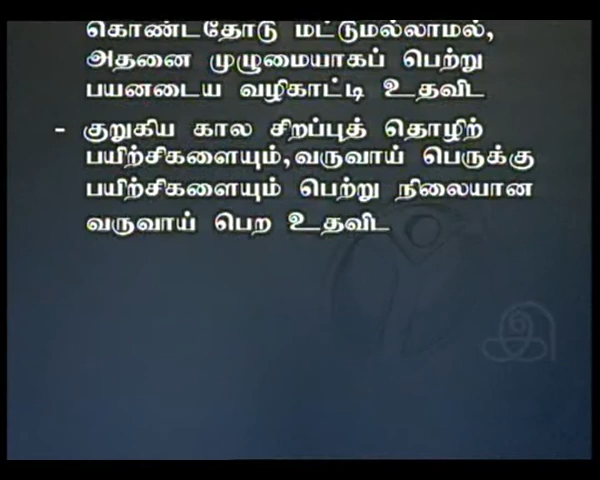 கொண்டதோடு மட்டுமல்லாமல்,
அதனை முழுமையாகப் பெற்று
பயனடைய வழிகாட்டி உதவிட
- குறுகிய கால சிறப்புத் தொழிற்
பயிற்சிகளையும்,வருவாய் பெருக்கு
பயிற்சிகளையும் பெற்று நிலையான
வருவாய் பெற உதவிட